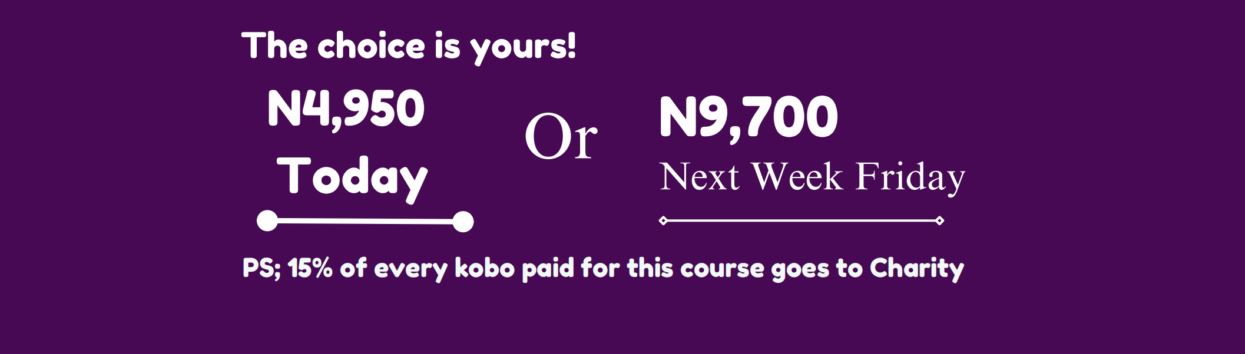 The choice is yours!
N4,950
Today
Or
N9,700
Next Week Friday
PS; 15% of every kobo paid for this course goes to Charity